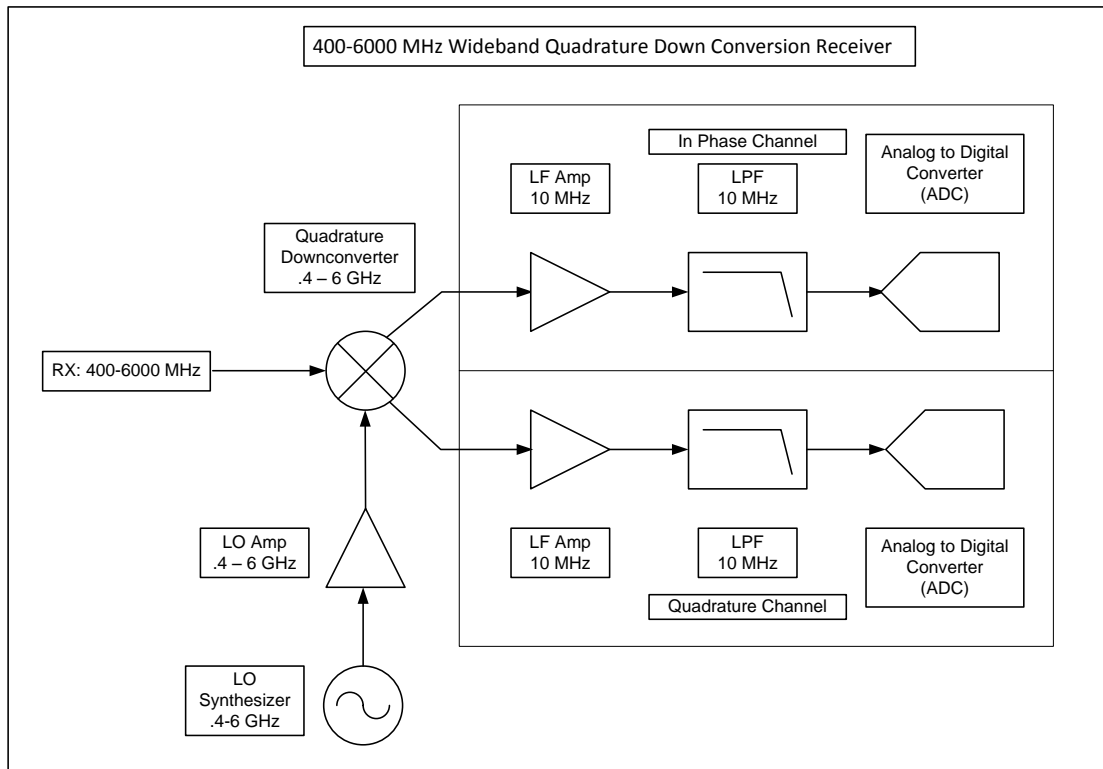 400-6000 MHz Wideband Quadrature Down Conversion Receiver
In Phase Channel
LF Amp
10 MHz
LPF
10 MHz
Analog to Digital
Converter
(ADC)
Quadrature
Downconverter
.4 – 6 GHz
RX: 400-6000 MHz
LO Amp
.4 – 6 GHz
LF Amp
10 MHz
LPF
10 MHz
Analog to Digital
Converter
(ADC)
Quadrature Channel
LO
Synthesizer
.4-6 GHz